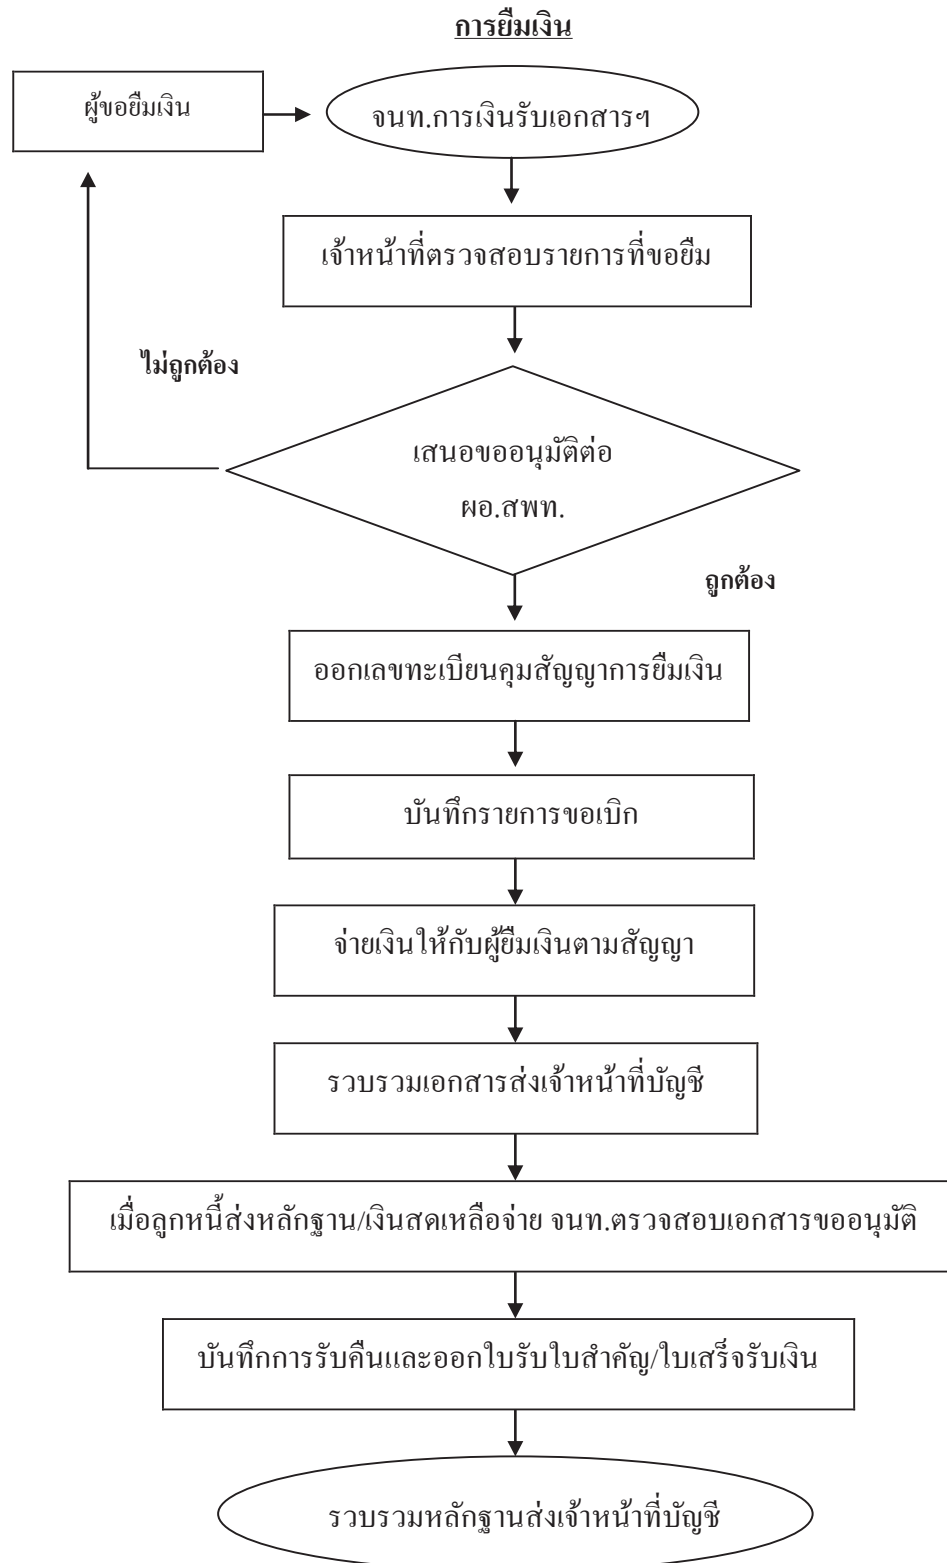 การยืมเงิน
ผู้ขอยืมเงิน
จนท.การเงินรับเอกสารฯ
เจ้าหน้าที่ตรวจสอบรายการที่ขอยืม
ไม่ถูกต้อง
เสนอขออนุมัติต่อ
ผอ.สพท.
ถูกต้อง
ออกเลขทะเบียนคุมสัญญาการยืมเงิน
บันทึกรายการขอเบิก
จ่ายเงินให้กับผู้ยืมเงินตามสัญญา
รวบรวมเอกสารส่งเจ้าหน้าที่บัญชี
เมื่อลูกหนี้ส่งหลักฐาน/เงินสดเหลือจ่าย จนท.ตรวจสอบเอกสารขออนุมัติ
บันทึกการรับคืนและออกใบรับใบสำคัญ/ใบเสร็จรับเงิน
รวบรวมหลักฐานส่งเจ้าหน้าที่บัญชี